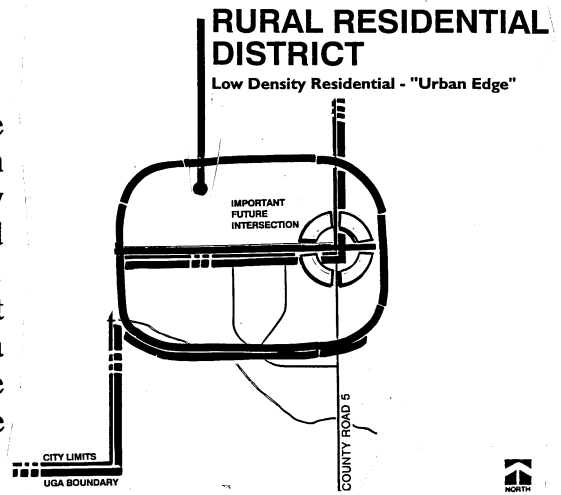 RURAL RESIDENTIAL
DISTRICT
Low Density Residential - "Urban Edge"
IMPORTANT
FUTURE
INTERSECTION
COUNTY ROAD 5
CITY LIMITS
UGA BOUNDARY
NORTH